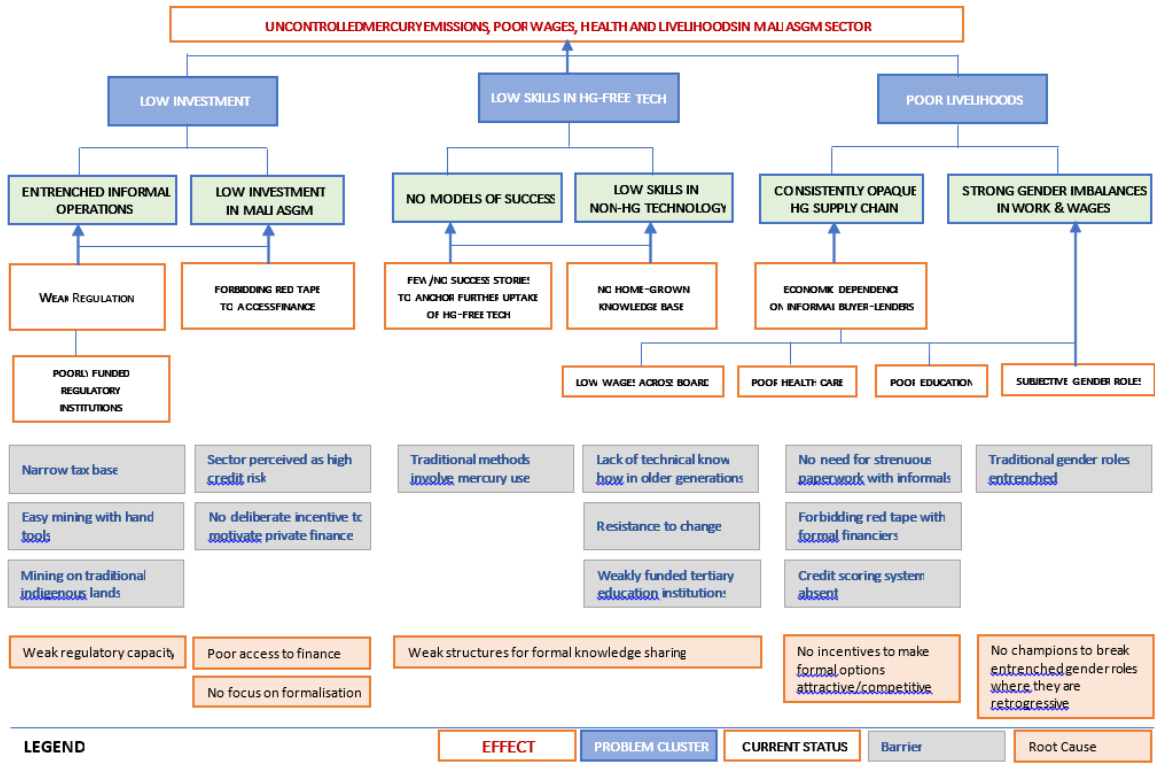 UNCONTROLLED MERCURY EMISSIONS, POOR WAGES, HEALTH AND LIVELIHOODS IN MALI ASGM SECTOR
LOW INVESTMENT
LOW SKILLS IN HG-FREE TECH
POOR LIVELIHOODS
ENTRENCHED INFORMAL
OPERATIONS
LOW INVESTMENT
IN MALI ASGM
NO MODELS OF SUCCESS
LOW SKILLS IN
NON-HG TECHNOLOGY
CONSISTENTLY OPAQUE
HG SUPPLY CHAIN
STRONG GENDER IMBALANCES
IN WORK & WAGES
WEAK REGULATION
FORBIDDING RED TAPE
TO ACCESS FINANCE
FEW/NO SUCCESS STORIES
TO ANCHOR FURTHER UPTAKE
OF HG-FREE TECH
NO HOME-GROWN
KNOWLEDGE BASE
ECONOMIC DEPENDENCE
ON INFORMAL BUYER-LENDERS
POORLY FUNDED
REGULATORY
INSTITUTIONS
LOW WAGES ACROSS BOARD
POOR HEALTH CARE
POOR EDUCATION
SUBJECTIVE GENDER ROLES
Narrow tax base
Easy mining with hand
tools
Mining on traditional
indigenous lands
Sector perceived as high
credit risk
No deliberate incentive to
motivate private finance
Traditional methods
involve mercury use
Lack of technical know
how in older generations
Resistance to change
Weakly funded tertiary
education institutions
No need for strenuous
paperwork with informals
Forbidding red tape with
formal financiers
Credit scoring system
absent
Traditional gender roles
entrenched
Weak regulatory capacity
Poor access to finance
No focus on formalisation
Weak structures for formal knowledge sharing
No incentives to make
formal options
attractive/competitive
No champions to break
entrenched gender roles
where they are
retrogressive
LEGEND
EFFECT
PROBLEM CLUSTER
CURRENT STATUS
Barrier
Root Cause